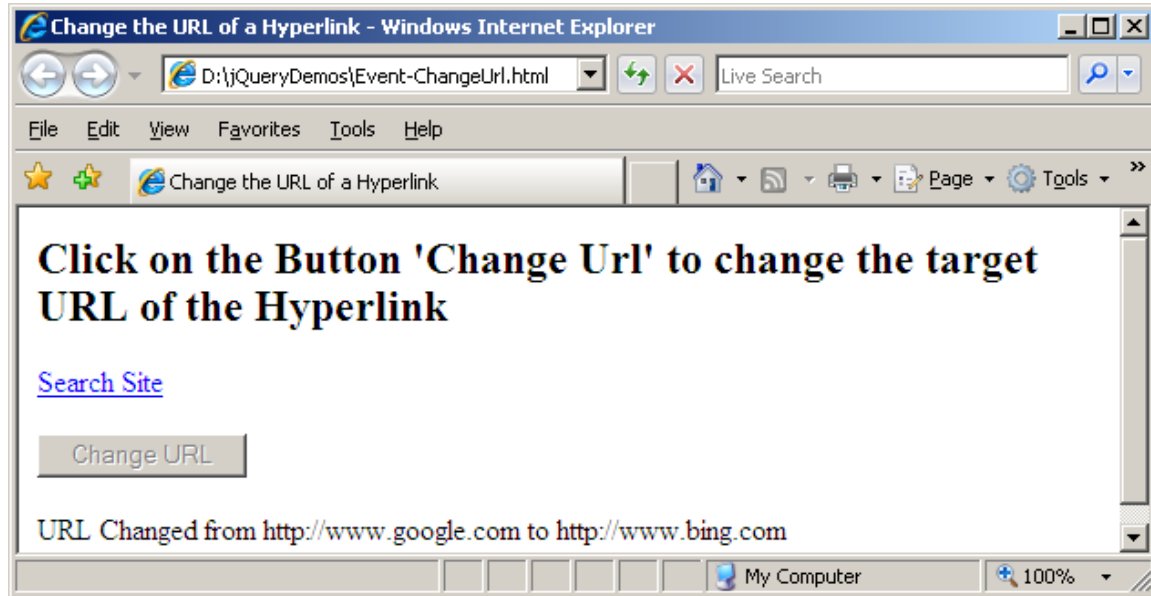 Change the URL of a Hyperlink - Windows Internet Explorer
D:\jQueryDemos\Event-ChangeUrl.html Live Search
File Edit View Favorites Tools Help
Change the URL of a Hyperlink Page Tools »
Click on the Button 'Change Url' to change the target
URL of the Hyperlink
Search Site
Change URL
URL Changed from http://www.google.com to http://www.bing.com
My Computer 100%